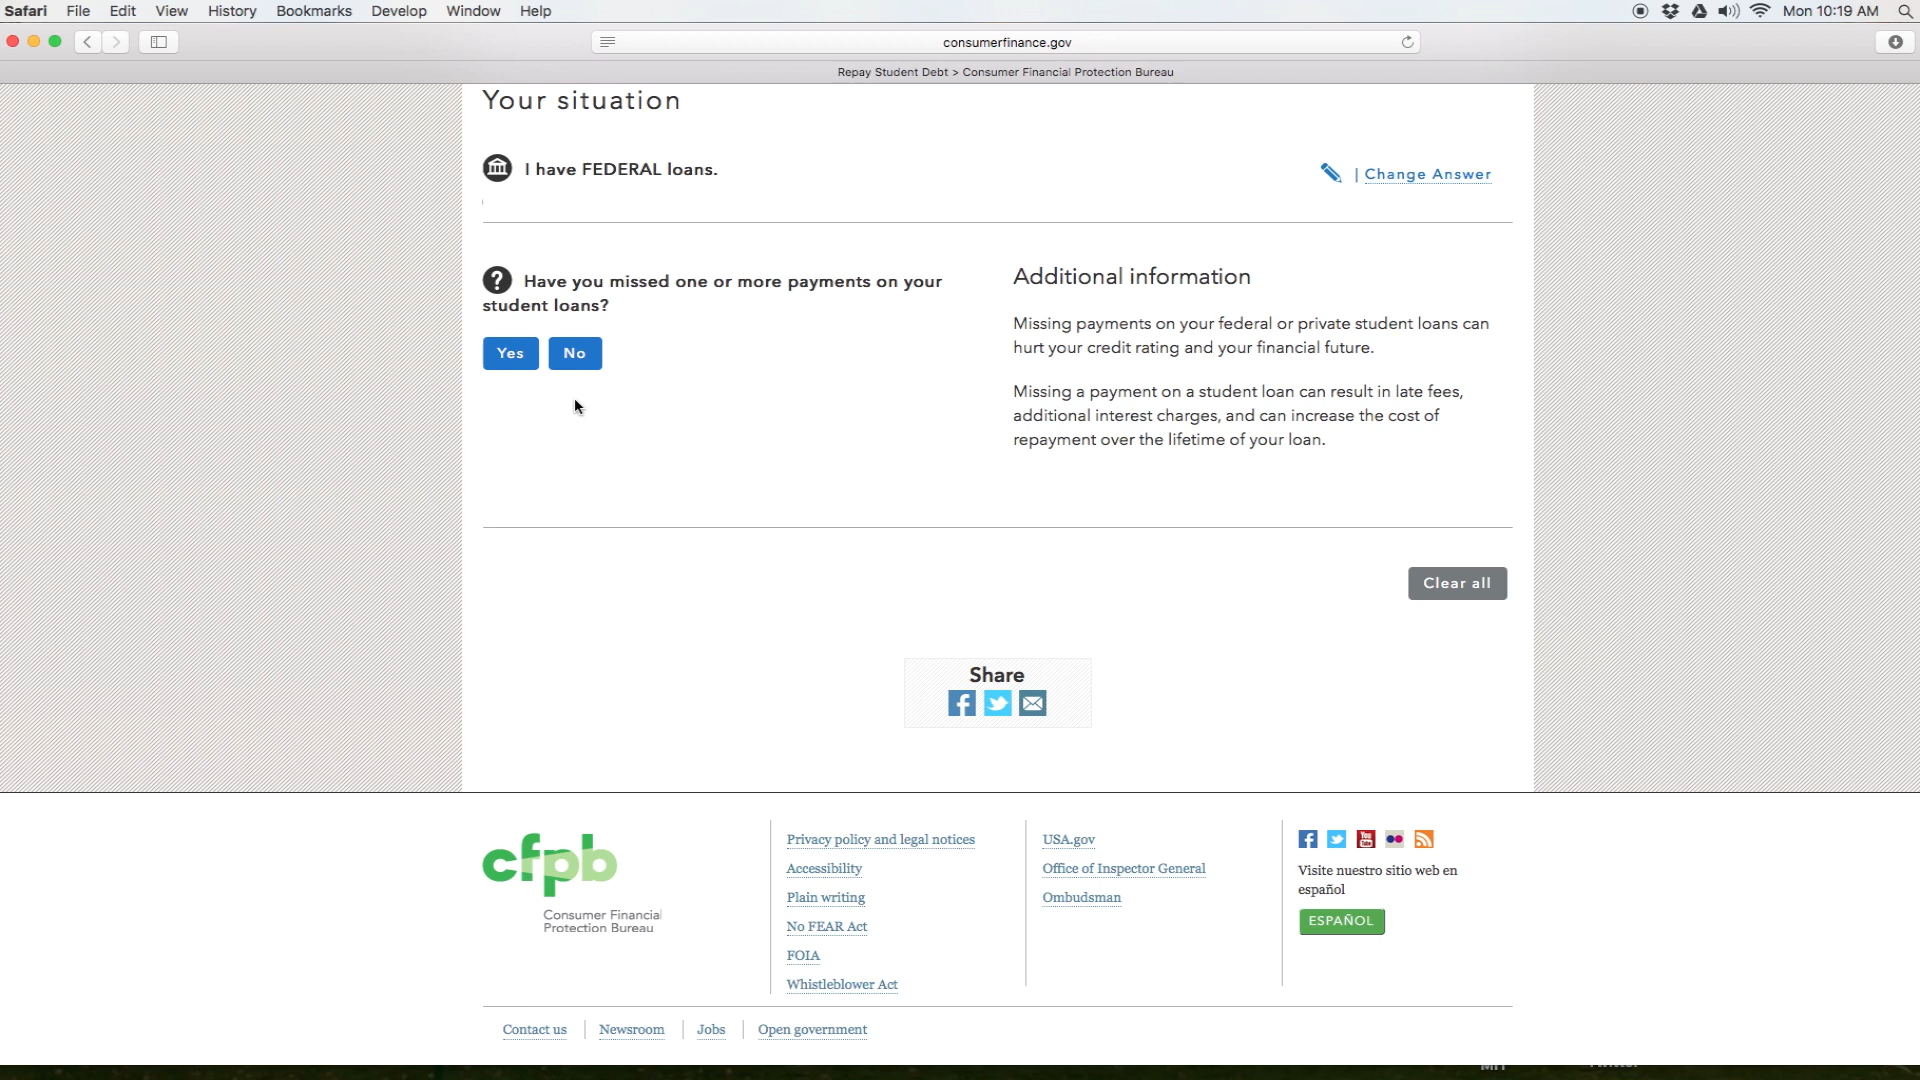 Safari File Edit View History Bookmarks Develop Window Help Mon 10:19 AM
consumerfinance.gov
Repay Student Debt > Consumer Financial Protection Bureau
Your situation
I have FEDERAL loans.
| Change Answer
? Have you missed one or more payments on your
student loans?
Yes No
Additional information
Missing payments on your federal or private student loans can
hurt your credit rating and your financial future.
Missing a payment on a student loan can result in late fees,
additional interest charges, and can increase the cost of
repayment over the lifetime of your loan.
Clear all
Share
cfpb
Consumer Financial
Protection Bureau
Privacy policy and legal notices
Accessibility
Plain writing
No FEAR Act
FOIA
Whistleblower Act
USA.gov
Office of Inspector General
Ombudsman
You
Tube
Visite nuestro sitio web en
español
ESPAÑOL
Contact us Newsroom Jobs Open government